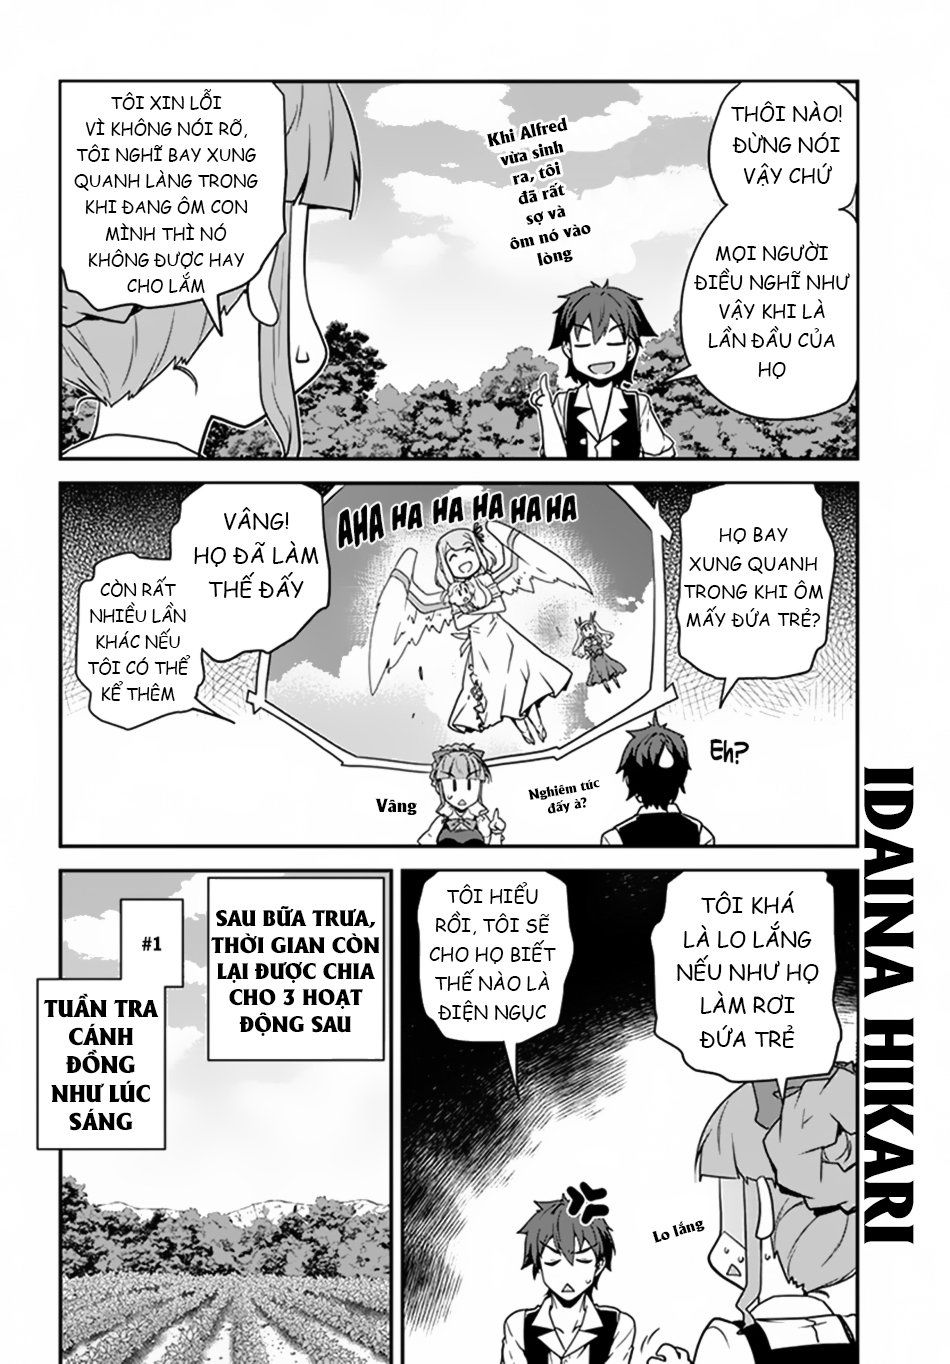 THÔI NÀO!
ĐỪNG NÓI
VẬY CHỨ
MỌI NGƯỜI
ĐIỀU NGHĨ NHƯ
VẬY KHI LÀ
LẦN ĐẦU CỦA
HỌ
Khi Alfred
vừa sinh
ra, tôi
đã rất
sợ và
ôm nó vào
lòng
TÔI XIN LỖI
VÌ KHÔNG NÓI RÕ,
TÔI NGHĨ BAY XUNG
QUANH LÀNG TRONG
KHI ĐANG ÔM CON
MÌNH THÌ NÓ
KHÔNG ĐƯỢC HAY
CHO LẮM
HỌ BAY
XUNG QUANH
TRONG KHI ÔM
MẤY ĐỨA TRẺ?
Eh?
AHA HA HA HA HA HA
VÂNG!
HỌ ĐÃ LÀM
THẾ ĐẤY
CÒN RẤT
NHIỀU LẦN
KHÁC NẾU
TÔI CÓ THỂ
KỂ THÊM
Nghiêm túc
đấy à?
Vâng
TÔI KHÁ
LÀ LO LẮNG
NẾU NHƯ HỌ
LÀM RƠI
ĐỨA TRẺ
Lo lắng
TÔI HIỂU
RỒI, TÔI SẼ
CHO HỌ BIẾT
THẾ NÀO LÀ
ĐIỆN NGỤC
SAU BỮA TRƯA,
THỜI GIAN CÒN
LẠI ĐƯỢC CHIA
CHO 3 HOẠT
ĐỘNG SAU
#1
TUẦN TRA
CÁNH
ĐỒNG
NHƯ LÚC
SÁNG
IDAINA HIKARI